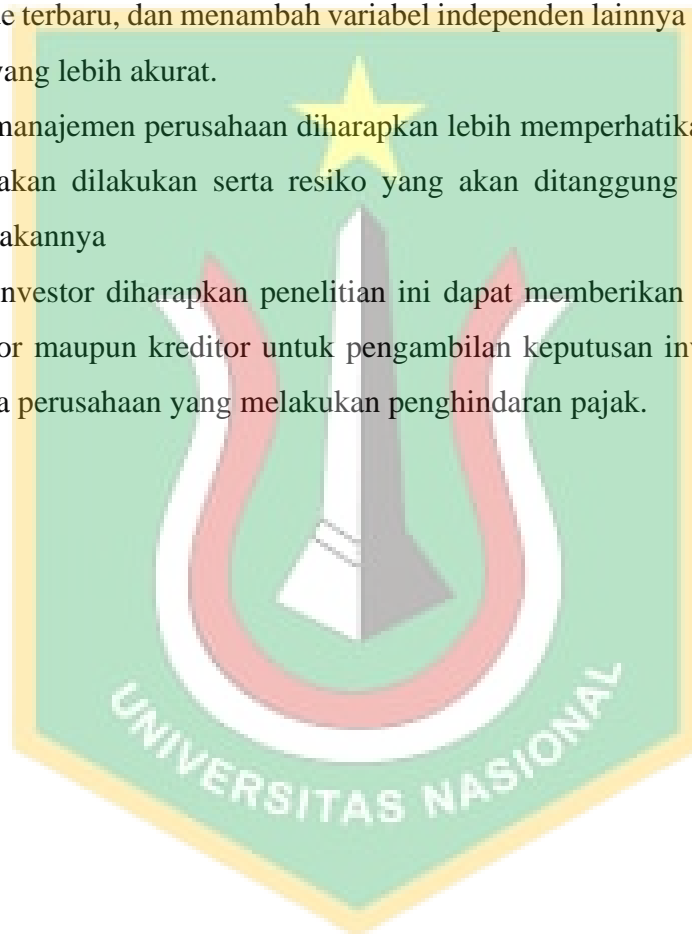 e terbaru, dan menambah variabel independen lainnya
yang lebih akurat.
manajemen perusahaan diharapkan lebih memperhatika
akan dilakukan serta resiko yang akan ditanggung
akannya
investor diharapkan penelitian ini dapat memberikan
or maupun kreditor untuk pengambilan keputusan inv
a perusahaan yang melakukan penghindaran pajak.
UNIVERSITAS NASIONAL